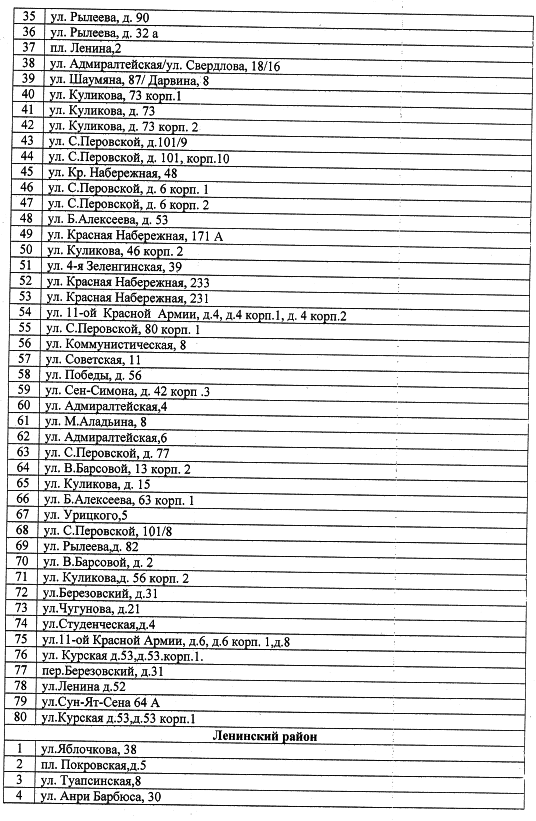 35 ул. Рылеева, д. 90
36 ул. Рылеева, д. 32 а
37 пл. Ленина,2
38 ул. Адмиралтейская/ул. Свердлова, 18/16
39 ул. Шаумяна, 87/ Дарвина, 8
40 ул. Куликова, 73 корп.1
41 ул. Куликова, д. 73
42 ул. Куликова, д. 73 корп. 2
43 ул. С.Перовской, д.101/9
44 ул. С.Перовской, д. 101, корп.10
45 ул. Кр. Набережная, 48
46 ул. С.Перовской, д. 6 корп. 1
47 ул. С.Перовской, д. 6 корп. 2
48 ул. Б.Алексеева, д. 53
49 ул. Красная Набережная, 171 А
50 ул. Куликова, 46 корп. 2
51 ул. 4-я Зеленгинская, 39
52 ул. Красная Набережная, 233
53 ул. Красная Набережная, 231
54 ул. 11-ой Красной Армии, д.4, д.4 корп.1, д. 4 корп.2
55 ул. С.Перовской, 80 корп. 1
56 ул. Коммунистическая, 8
57 ул. Советская, 11
58 ул. Победы, д. 56
59 ул. Сен-Симона, д. 42 корп .3
60 ул. Адмиралтейская,4
61 ул. М.Аладьина, 8
62 ул. Адмиралтейская,6
63 ул. С.Перовской, д. 77
64 ул. В.Барсовой, 13 корп. 2
65 ул. Куликова, д. 15
66 ул. Б.Алексеева, 63 корп. 1
67 ул. Урицкого,5
68 ул. С.Перовской, 101/8
69 ул. Рылеева,д. 82
70 ул. В.Барсовой, д. 2
71 ул. Куликова,д. 56 корп. 2
72 ул.Березовский, д.31
73 ул.Чугунова, д.21
74 ул.Студенческая,д.4
75 ул.11-ой Красной Армии, д.6, д.6 корп. 1,д.8
76 ул. Курская д.53,д.53.корп.1.
77 пер.Березовский, д.31
78 ул.Ленина д.52
79 ул.Сун-Ят-Сена 64 А
80 ул.Курская д.53,д.53 корп.1
Ленинский район
1 ул.Яблочкова, 38
2 пл. Покровская,д.5
3 ул. Туапсинская,8
4 ул. Анри Барбюса, 30